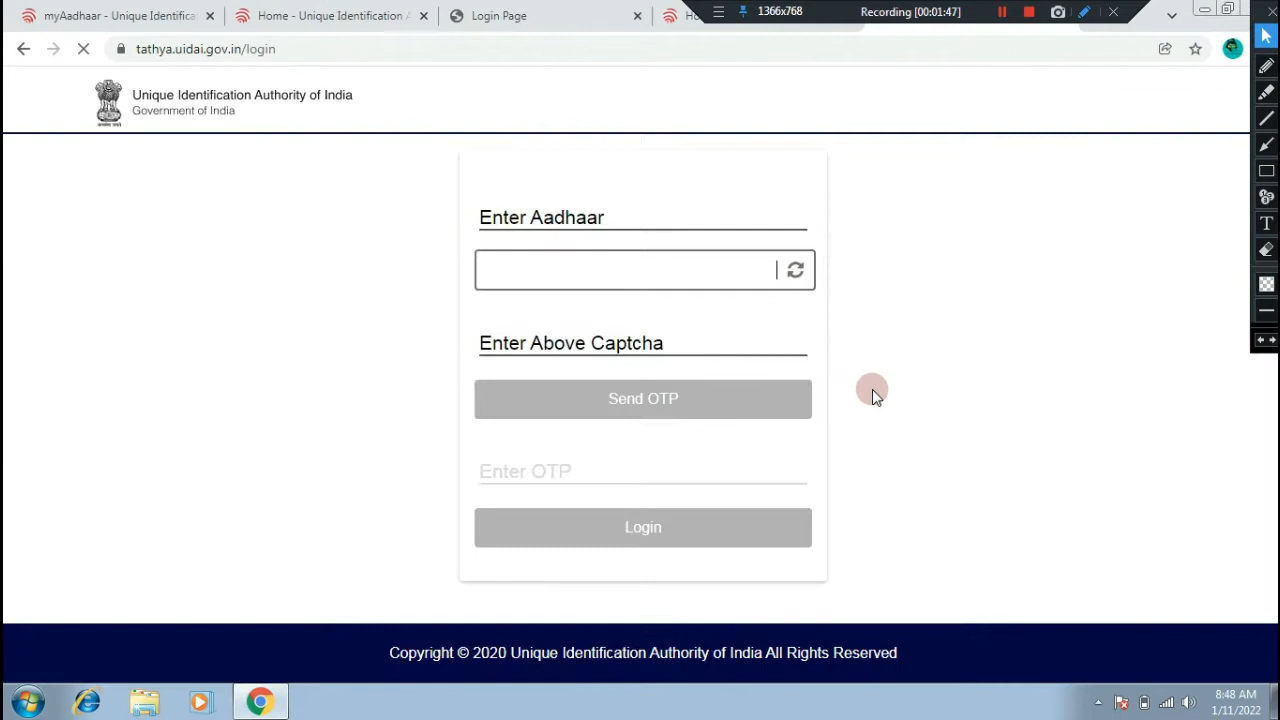 myAadhar - Unique Identifica
Home - Unique Identification A
Login Page
1366x768
Recording [00:01:47]
tathya.uidai.gov.in/login
Unique Identification Authority of India
Government of India
Enter Aadhaar
Enter Above Captcha
Send OTP
Enter OTP
Login
Copyright © 2020 Unique Identification Authority of India All Rights Reserved
8:48 AM
1/11/2022